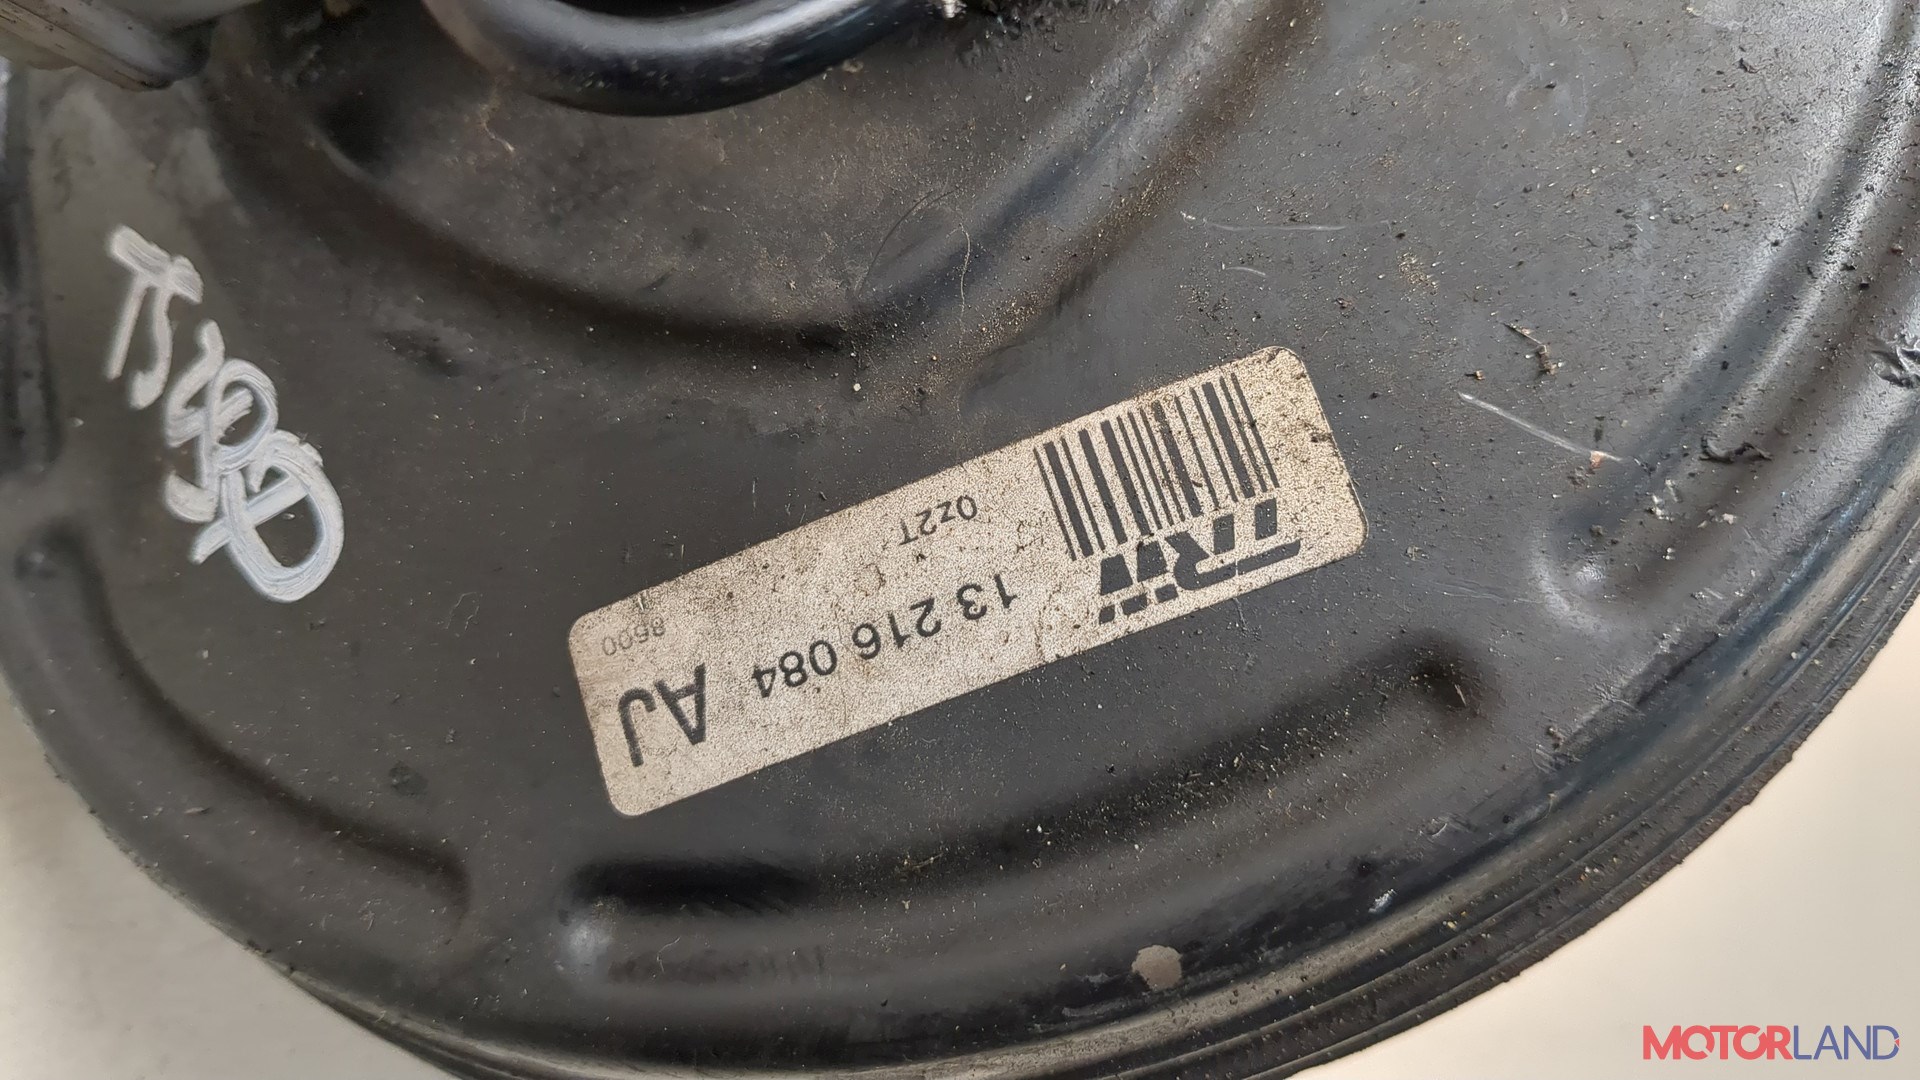 TRW
13 216 084 AJ
0z2T
8600
MOTORLAND